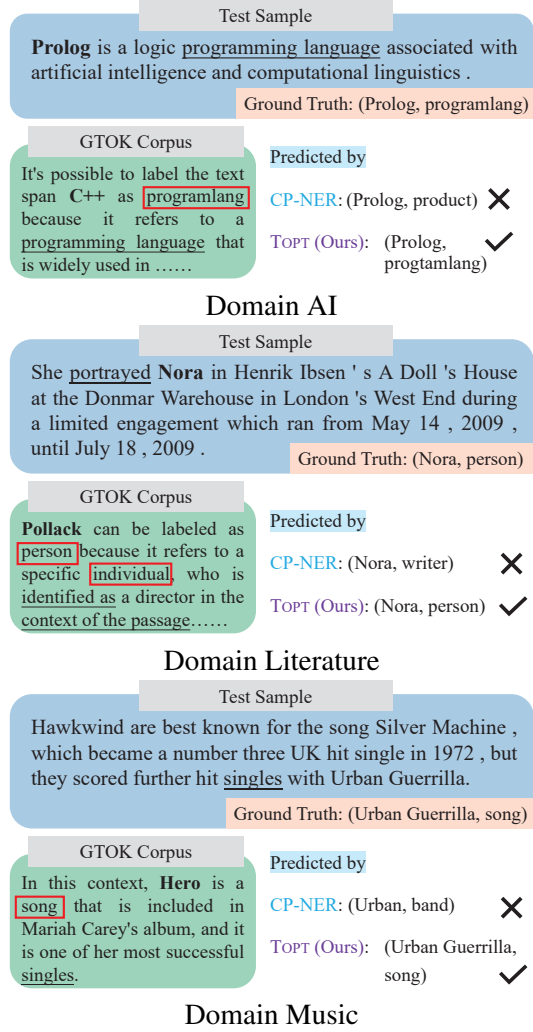 Test Sample
Prolog is a logic programming language associated with
artificial intelligence and computational linguistics .
Ground Truth: (Prolog, programlang)
GTOK Corpus
It's possible to label the text
span C++ as programlang
because it refers to a
programming language that
is widely used in ……
Predicted by
CP-NER: (Prolog, product)
TOPT (Ours): (Prolog,
progtamlang)
Domain AI
Test Sample
She portrayed Nora in Henrik Ibsen ' s A Doll 's House
at the Donmar Warehouse in London 's West End during
a limited engagement which ran from May 14 , 2009 ,
until July 18 , 2009 .
Ground Truth: (Nora, person)
GTOK Corpus
Pollack can be labeled as
person because it refers to a
specific individual, who is
identified as a director in the
context of the passage……
Predicted by
CP-NER: (Nora, writer)
TOPT (Ours): (Nora, person)
Domain Literature
Test Sample
Hawkwind are best known for the song Silver Machine ,
which became a number three UK hit single in 1972 , but
they scored further hit singles with Urban Guerrilla.
Ground Truth: (Urban Guerrilla, song)
GTOK Corpus
In this context, Hero is a
song that is included in
Mariah Carey's album, and it
is one of her most successful
singles.
Predicted by
CP-NER: (Urban, band)
TOPT (Ours): (Urban Guerrilla,
song)
Domain Music